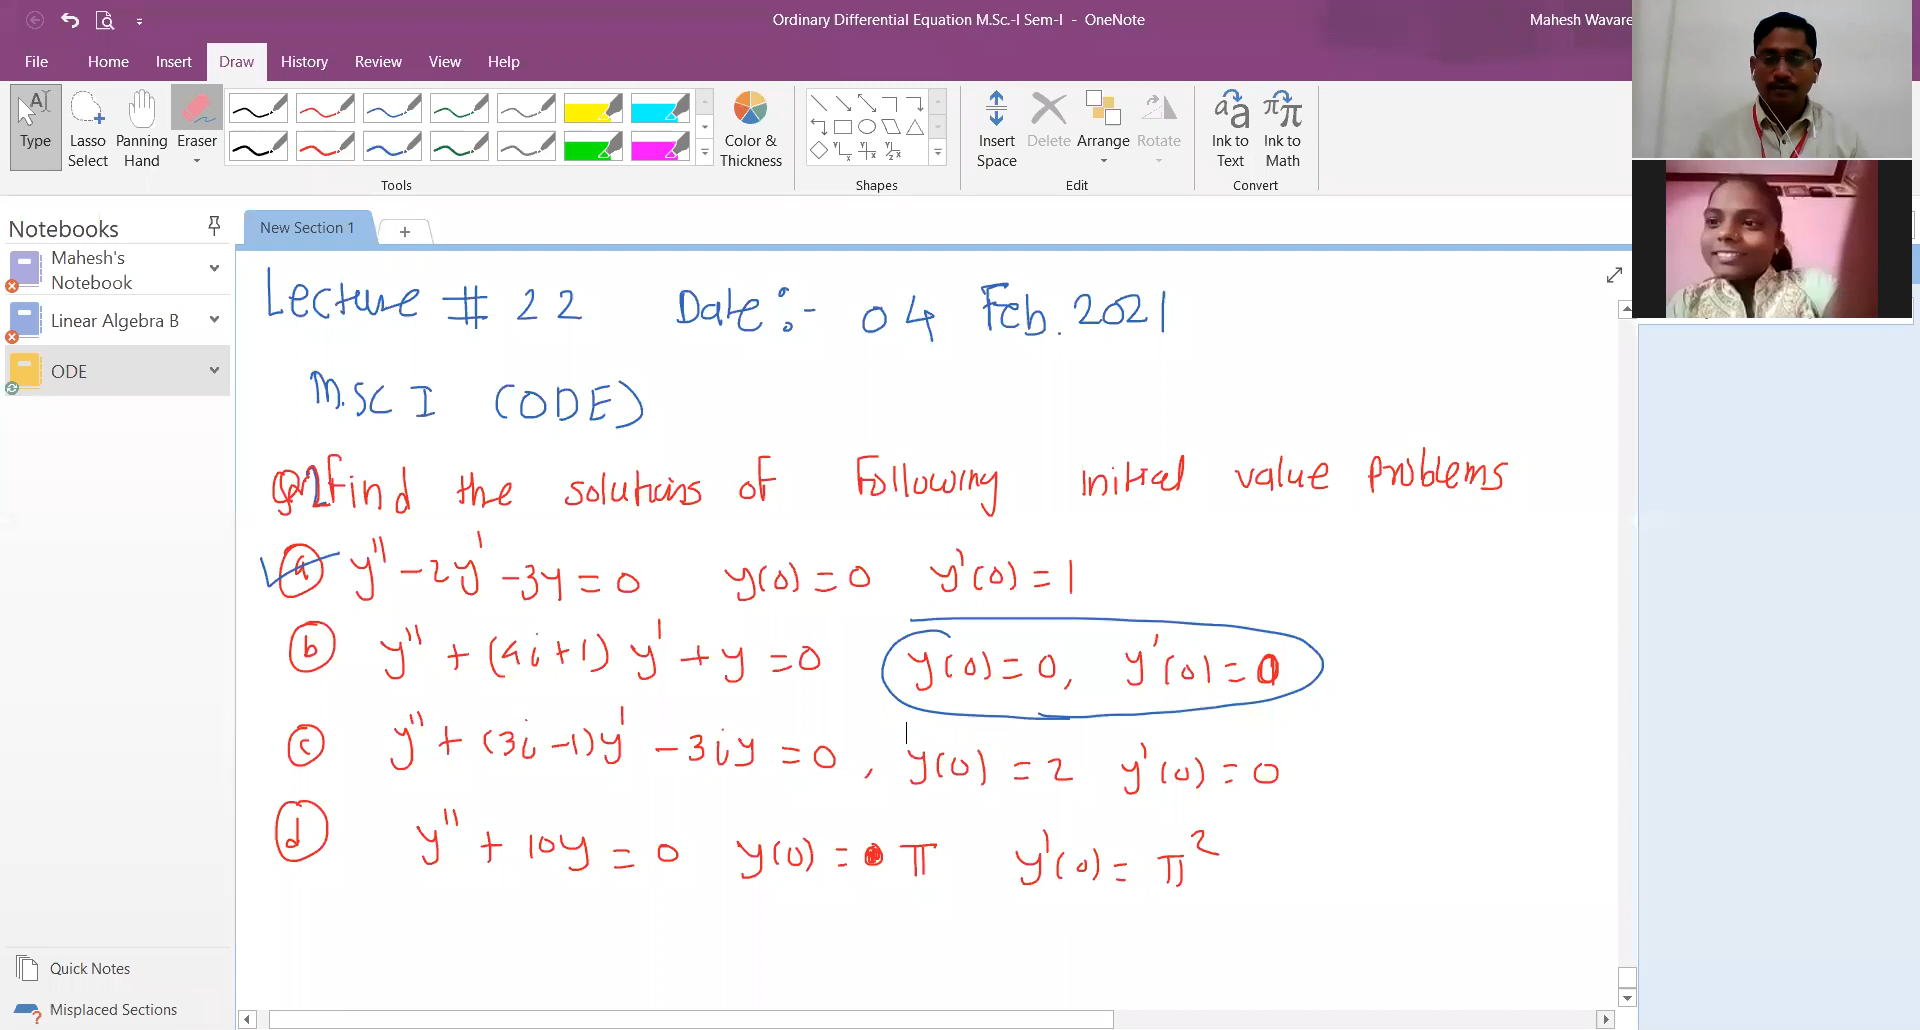 Ordinary Differential Equation M.Sc.-I Sem-I - OneNote
Mahesh Wavare
File Home Insert Draw History Review View Help
Type
Lasso Select
Panning Hand
Eraser
Color & Thickness
Insert Space
Delete
Arrange
Rotate
Ink to Text
Ink to Math
Tools
Shapes
Edit
Convert
Notebooks
New Section 1
+
Mahesh's Notebook
Linear Algebra B
ODE
Lecture # 22 Date :- 04 Feb. 2021
M.SC I (ODE)
Find the solutions of Following initial value problems
(a) y'' - 2y' - 3y = 0 y(0) = 0 y'(0) = 1
(b) y'' + (4i+1) y' + y = 0 y(0) = 0, y'(0) = 0
(c) y'' + (3i-1)y' - 3iy = 0, y(0) = 2 y'(0) = 0
(d) y'' + 10y = 0 y(0) = π y'(0) = π²
Quick Notes
Misplaced Sections